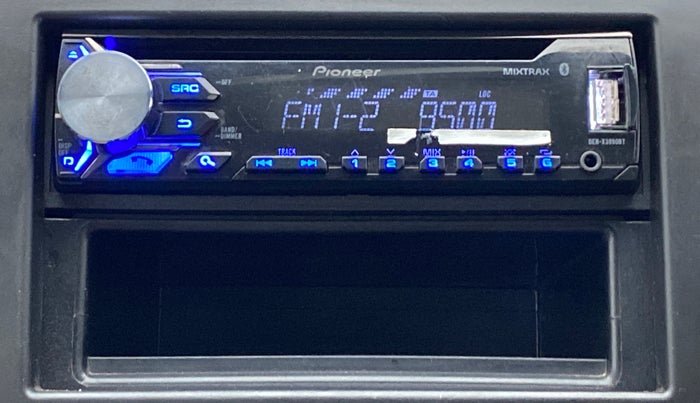 Pioneer
MIXTRAX
SRC
OFF
TA
LOC
FM1-2 8500
BAND/
DIMMER
DISP
OFF
TRACK
MIX
1 2 3 4 5 6